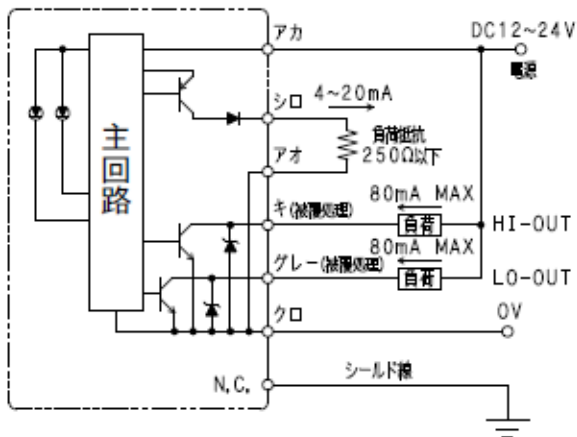 アカ
DC12~24V
電源
シロ
4~20mA
負荷抵抗
250Ω以下
アオ
主回路
80mA MAX
キ(被覆処理)
負荷
HI-OUT
80mA MAX
グレー(被覆処理)
負荷
LO-OUT
クロ
0V
シールド線
N.C.